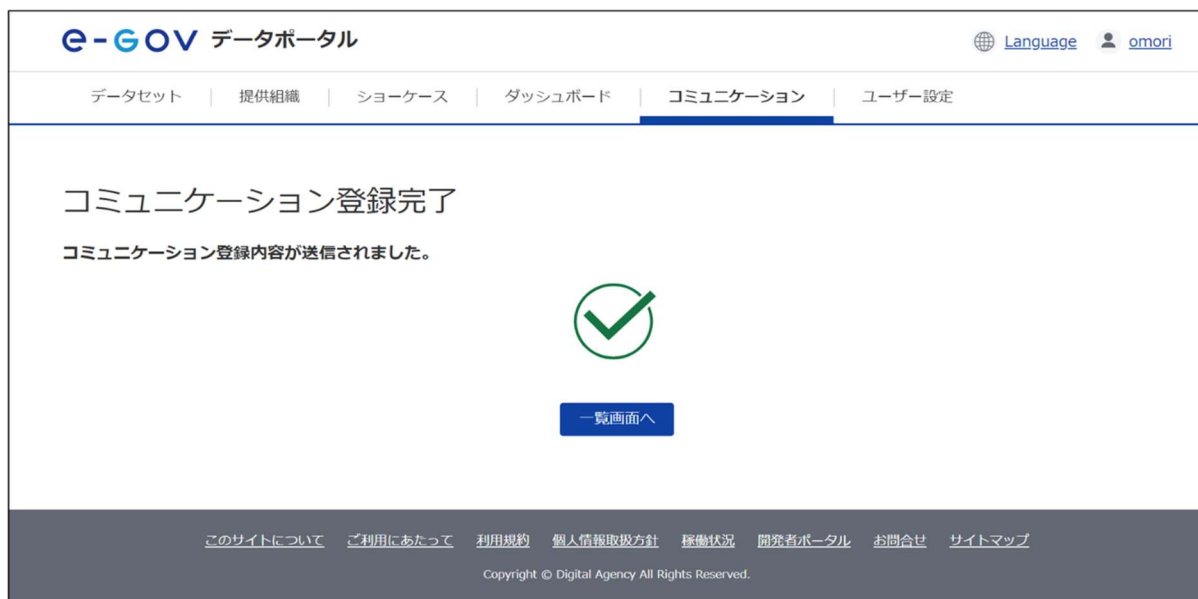 e-GOV データポータル Language omori
データセット 提供組織 ショーケース ダッシュボード コミュニケーション ユーザー設定
コミュニケーション登録完了
コミュニケーション登録内容が送信されました。
一覧画面へ
このサイトについて ご利用にあたって 利用規約 個人情報取扱方針 稼働状況 開発者ポータル お問合せ サイトマップ
Copyright © Digital Agency All Rights Reserved.